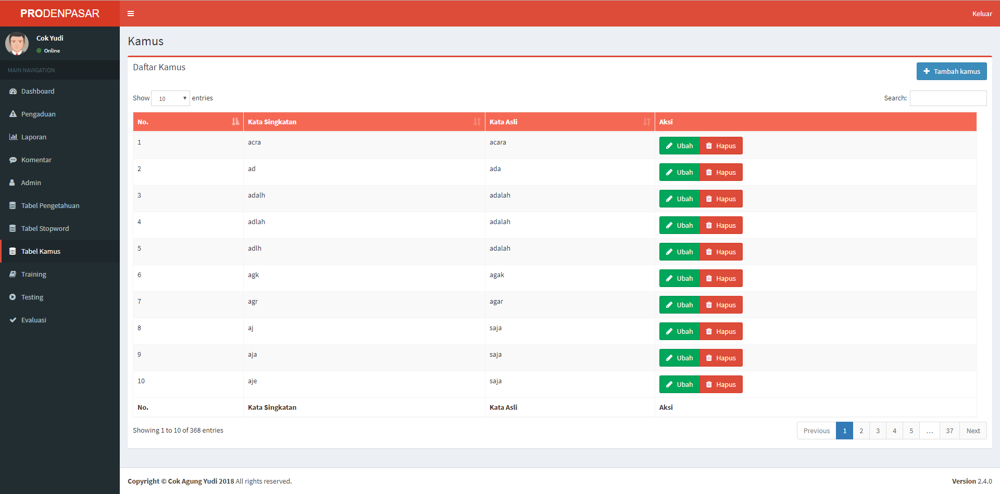 PRODENPASAR
Keluar
Cok Yudi
Online
MAIN NAVIGATION
Dashboard
Pengaduan
Laporan
Komentar
Admin
Tabel Pengetahuan
Tabel Stopword
Tabel Kamus
Training
Testing
Evaluasi
Kamus
Daftar Kamus
Tambah kamus
Show 10 entries
Search:
No. Kata Singkatan Kata Asli Aksi
1 acra acara Ubah Hapus
2 ad ada Ubah Hapus
3 adalh adalah Ubah Hapus
4 adlah adalah Ubah Hapus
5 adlh adalah Ubah Hapus
6 agk agak Ubah Hapus
7 agr agar Ubah Hapus
8 aj saja Ubah Hapus
9 aja saja Ubah Hapus
10 aje saja Ubah Hapus
No. Kata Singkatan Kata Asli Aksi
Showing 1 to 10 of 368 entries
Previous 1 2 3 4 5 … 37 Next
Copyright © Cok Agung Yudi 2018 All rights reserved.
Version 2.4.0